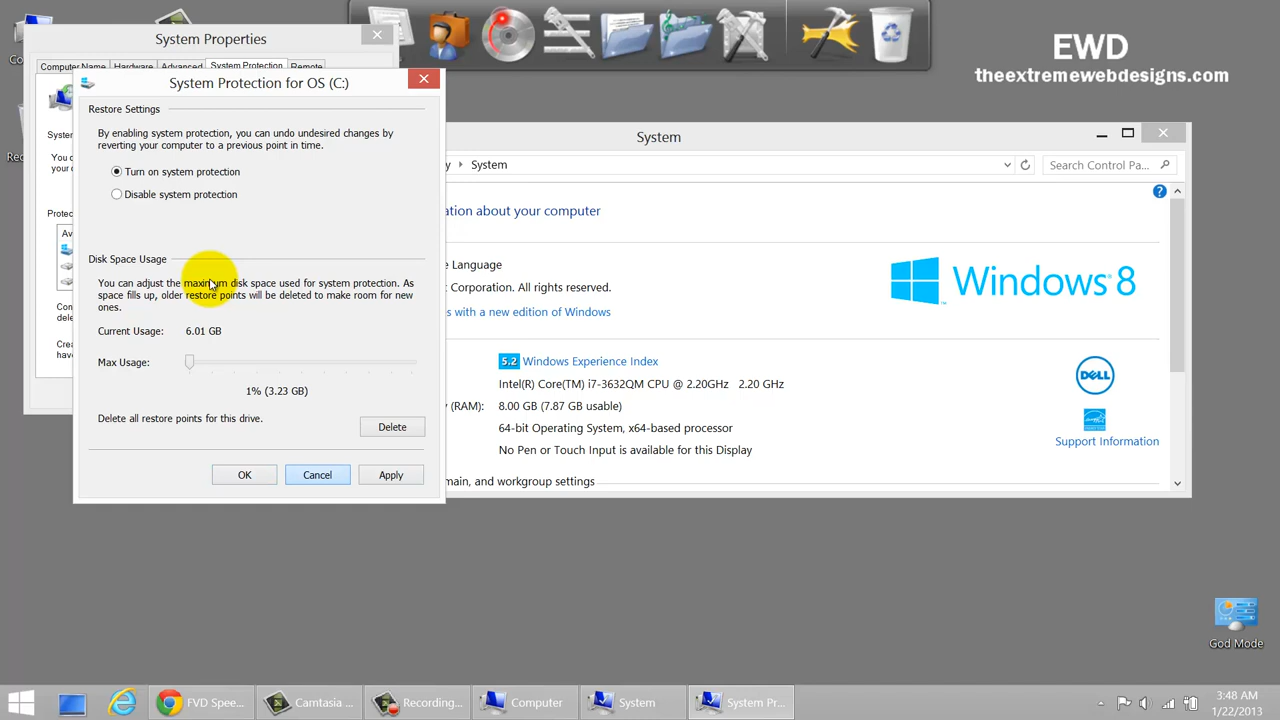 System Properties
Computer Name
Hardware
Advanced
System Protection
Remote
EWD
theextremewebdesigns.com
System Protection for OS (C:)
Restore Settings
By enabling system protection, you can undo undesired changes by
reverting your computer to a previous point in time.
Turn on system protection
Disable system protection
Disk Space Usage
You can adjust the maximum disk space used for system protection. As
space fills up, older restore points will be deleted to make room for new
ones.
Current Usage: 6.01 GB
Max Usage:
1% (3.23 GB)
Delete all restore points for this drive.
Delete
OK
Cancel
Apply
System
System
Search Control Pa...
ation about your computer
e Language
t Corporation. All rights reserved.
s with a new edition of Windows
Windows 8
5.2 Windows Experience Index
Intel(R) Core(TM) i7-3632QM CPU @ 2.20GHz 2.20 GHz
y (RAM): 8.00 GB (7.87 GB usable)
64-bit Operating System, x64-based processor
No Pen or Touch Input is available for this Display
main, and workgroup settings
DELL
Support Information
God Mode
FVD Spee...
Camtasia ...
Recording...
Computer
System
System Pr...
3:48 AM
1/22/2013